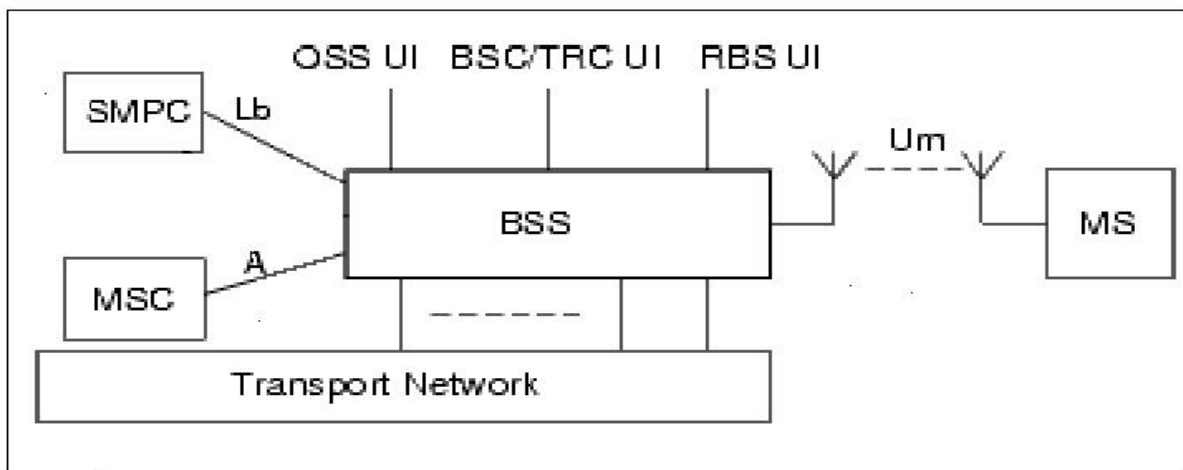 OSS UI BSC/TRC UI RBS UI
SMPC
Lb
Um
BSS
MS
A
MSC
Transport Network